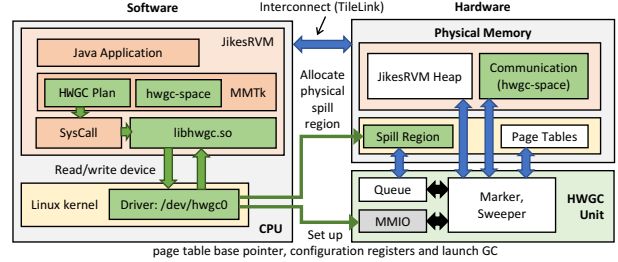 Software
Interconnect (TileLink)
Hardware
JikesRVM
Java Application
HWGC Plan
hwgc-space
MMTk
SysCall
libhwgc.so
Read/write device
Linux kernel
Driver: /dev/hwgc0
CPU
Allocate
physical
spill
region
Set up
Physical Memory
JikesRVM Heap
Communication
(hwgc-space)
Spill Region
Page Tables
Queue
MMIO
Marker,
Sweeper
HWGC
Unit
page table base pointer, configuration registers and launch GC